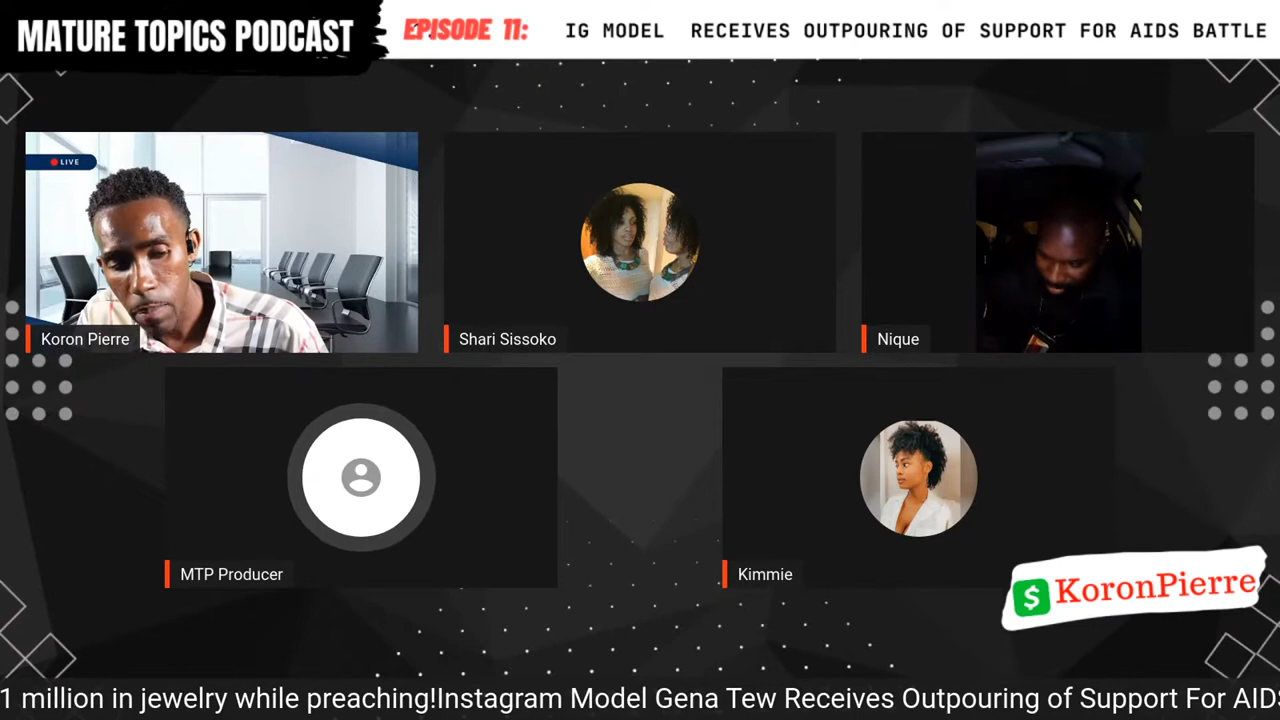 MATURE TOPICS PODCAST
EPISODE 11:
IG MODEL RECEIVES OUTPOURING OF SUPPORT FOR AIDS BATTLE
LIVE
Koron Pierre
Shari Sissoko
Nique
MTP Producer
Kimmie
$ KoronPierre
1 million in jewelry while preaching!Instagram Model Gena Tew Receives Outpouring of Support For AIDS